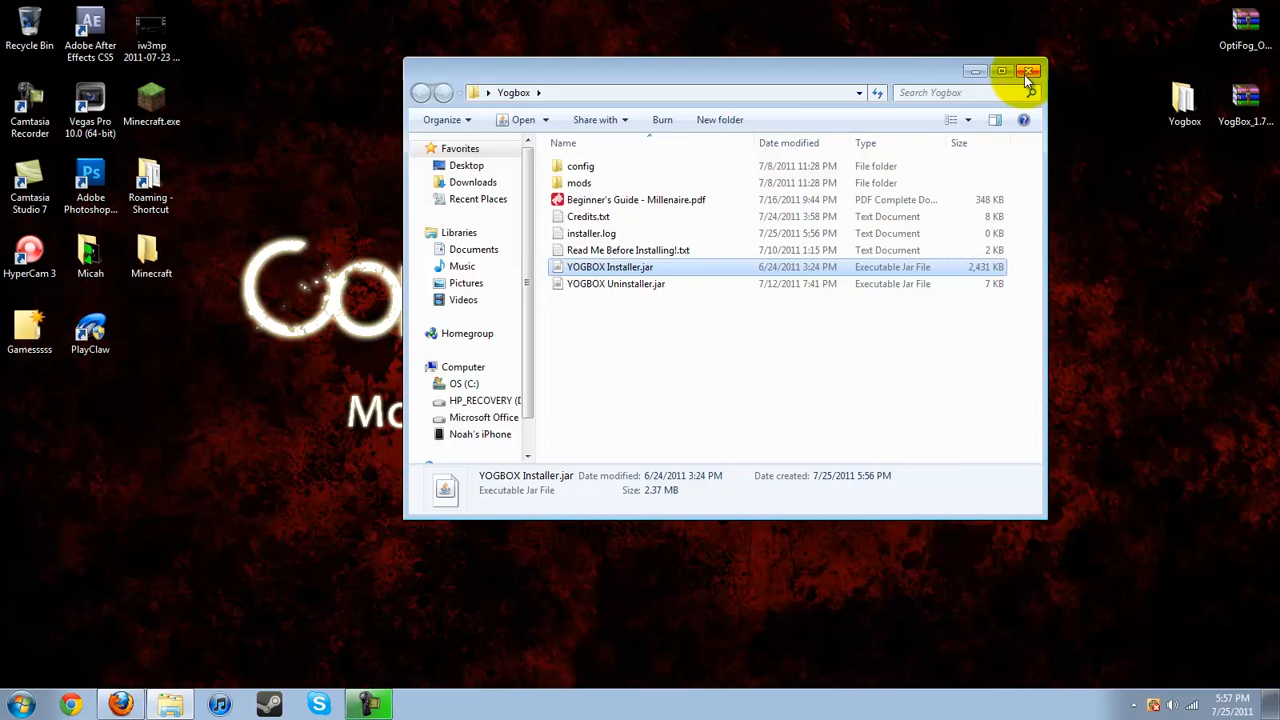 Recycle Bin
Adobe After
Effects CS5
iw3mp
2011-07-23 ...
Camtasia
Recorder
Vegas Pro
10.0 (64-bit)
Minecraft.exe
Camtasia
Studio 7
Adobe
Photoshop...
Roaming -
Shortcut
HyperCam 3
Micah
Minecraft
Gamessssss
PlayClaw
OptiFog_O...
Yogbox
YogBox_1.7...
Co
Mo
Yogbox
Search Yogbox
Organize
Open
Share with
Burn
New folder
Favorites
Desktop
Downloads
Recent Places
Libraries
Documents
Music
Pictures
Videos
Homegroup
Computer
OS (C:)
HP_RECOVERY (D
Microsoft Office
Noah's iPhone
Name Date modified Type Size
config 7/8/2011 11:28 PM File folder
mods 7/8/2011 11:28 PM File folder
Beginner's Guide - Millenaire.pdf 7/16/2011 9:44 PM PDF Complete Do... 348 KB
Credits.txt 7/24/2011 3:58 PM Text Document 8 KB
installer.log 7/25/2011 5:56 PM Text Document 0 KB
Read Me Before Installing!.txt 7/10/2011 1:15 PM Text Document 2 KB
YOGBOX Installer.jar 6/24/2011 3:24 PM Executable Jar File 2,431 KB
YOGBOX Uninstaller.jar 7/12/2011 7:41 PM Executable Jar File 7 KB
YOGBOX Installer.jar Date modified: 6/24/2011 3:24 PM Date created: 7/25/2011 5:56 PM
Executable Jar File Size: 2.37 MB
5:57 PM
7/25/2011